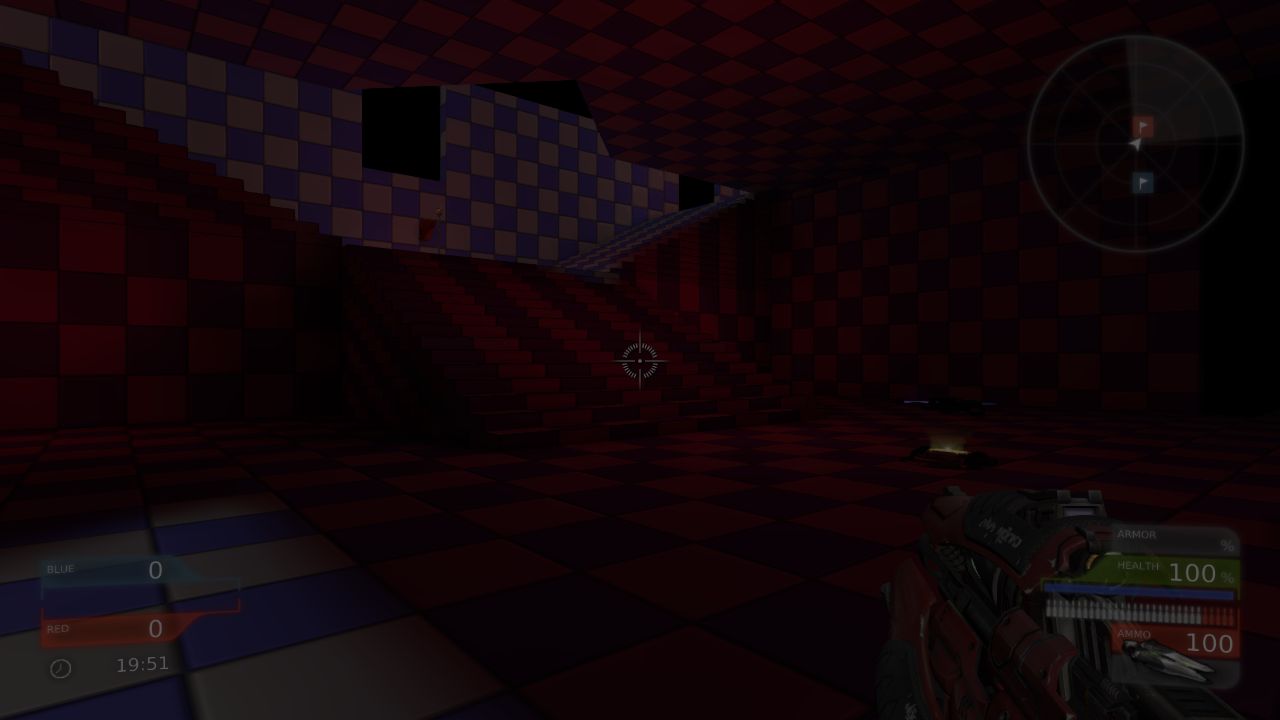 ARMOR
%
HEALTH 100 %
AMMO 100
BLUE 0
RED 0
19:51